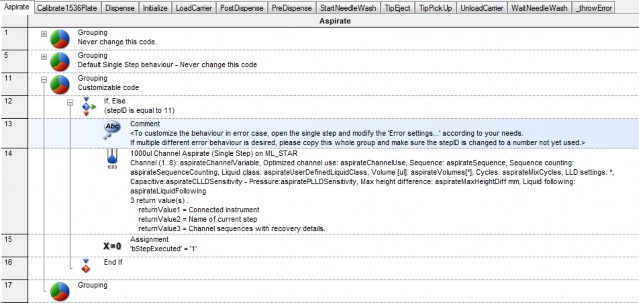 Aspirate Calibrate1536Plate Dispense Initialize LoadCarrier PostDispense PreDispense StartNeedleWash TipEject TipPickUp UnloadCarrier WaitNeedleWash _throwError
Aspirate
1 Grouping
Never change this code.
5 Grouping
Default Single Step behaviour - Never change this code
11 Grouping
Customizable code
12 If, Else
(stepID is equal to 11)
13 Abc Comment
<To customize the behaviour in error case, open the single step and modify the 'Error settings...' according to your needs.
If multiple different error behaviour is desired, please copy this whole group and make sure the stepID is changed to a number not yet used.>
14 1000 1000ul Channel Aspirate (Single Step) on ML_STAR
Channel (1..8): aspirateChannelVariable, Optimized channel use: aspirateChannelUse, Sequence: aspirateSequence, Sequence counting:
aspirateSequenceCounting, Liquid class: aspirateUserDefinedLiquidClass, Volume [ul]: aspirateVolumes[*], Cycles: aspirateMixCycles, LLD settings: *,
Capacitive:aspirateCLLDSensitivity - Pressure:aspiratePLLDSensitivity, Max height difference: aspirateMaxHeightDiff mm, Liquid following:
aspirateLiquidFollowing
3 return value(s) .
returnValue1 = Connected instrument
returnValue2 = Name of current step
returnValue3 = Channel sequences with recovery details.
15 X=0 Assignment
'bStepExecuted' = '1'
16 End If
17 Grouping